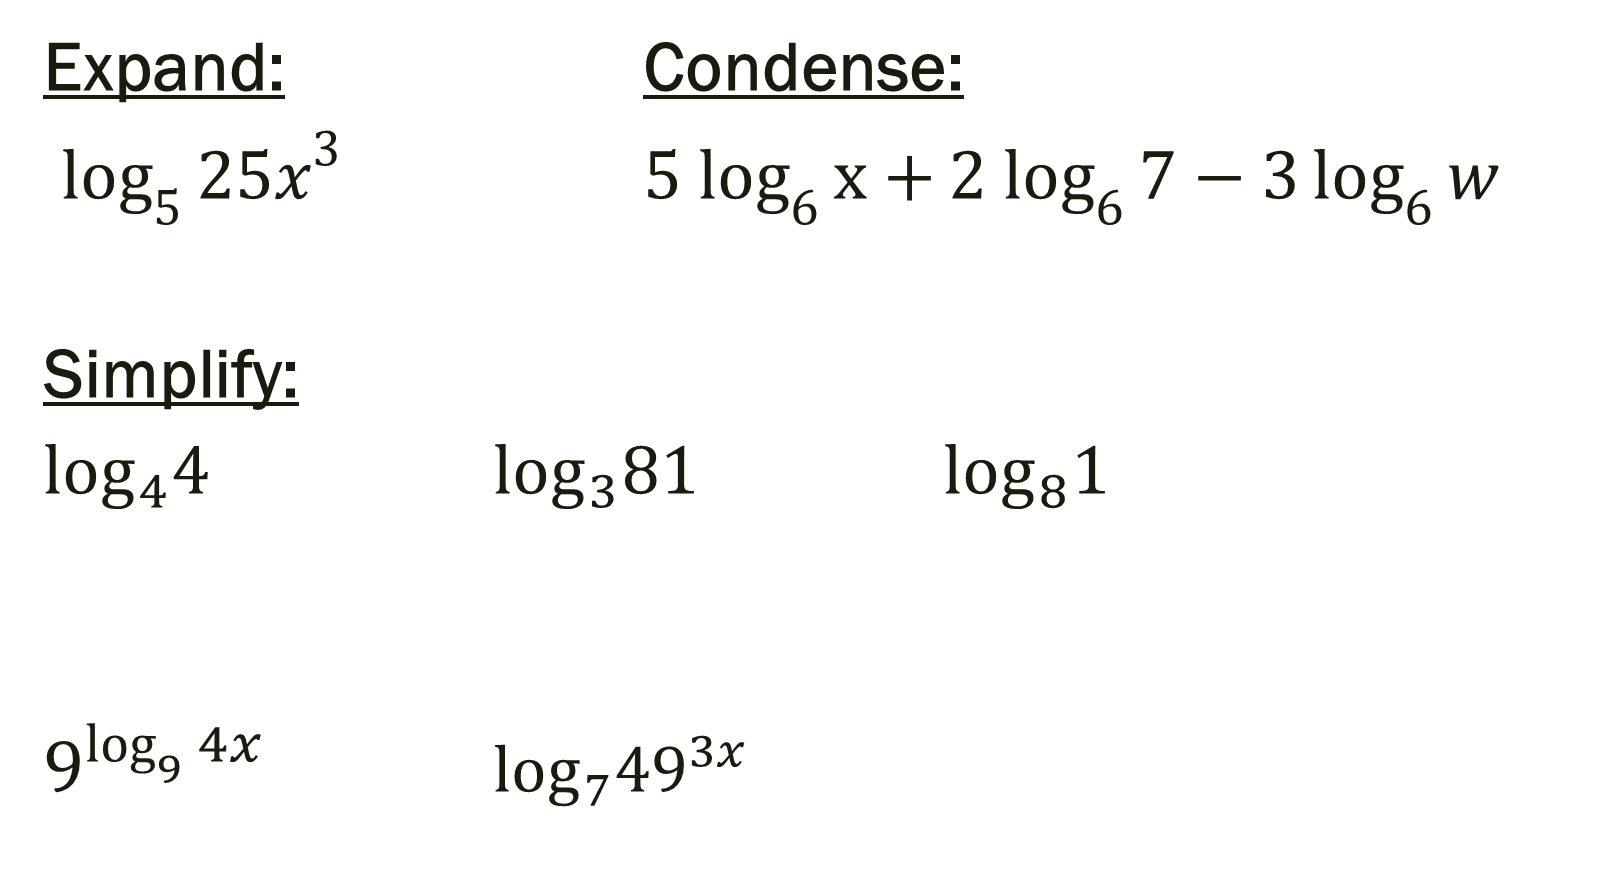 Expand: Condense:
log₅ 25x³ 5 log₆ x + 2 log₆ 7 − 3 log₆ w
Simplify:
log₄4 log₃81 log₈1
9^(log₉ 4x) log₇49^(3x)